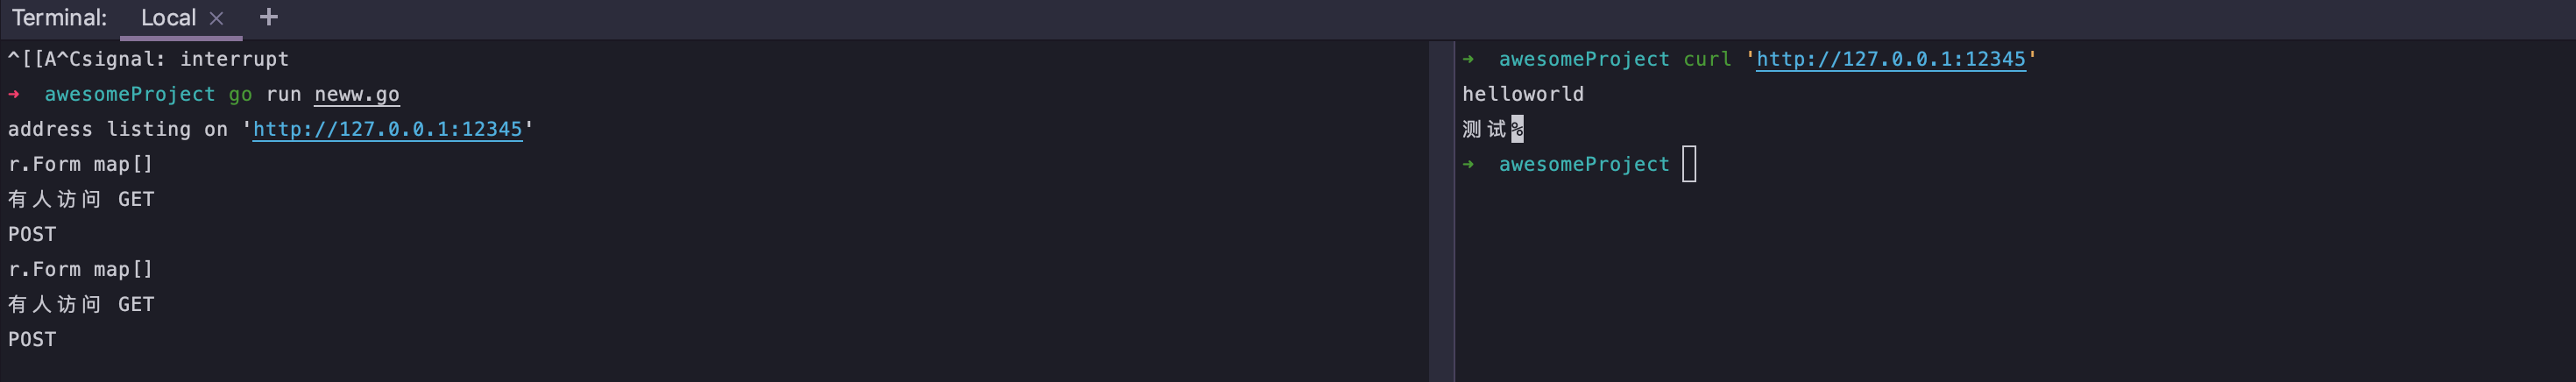 Terminal: Local × +
^[[A^Csignal: interrupt
➜ awesomeProject go run neww.go
address listing on 'http://127.0.0.1:12345'
r.Form map[]
有人访问 GET
POST
r.Form map[]
有人访问 GET
POST
➜ awesomeProject curl 'http://127.0.0.1:12345'
helloworld
测试%
➜ awesomeProject